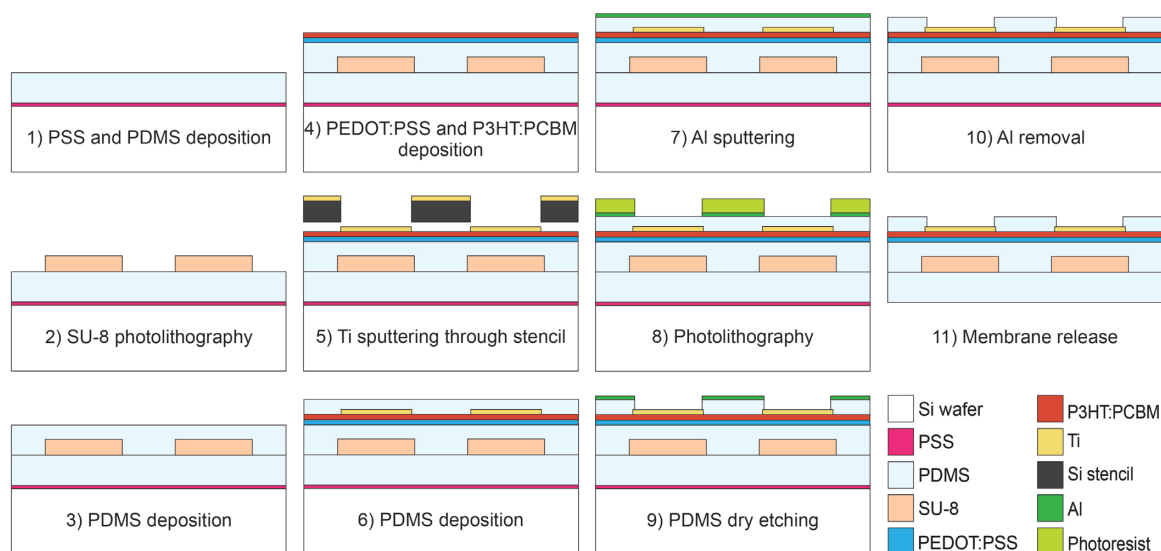 1) PSS and PDMS deposition
2) SU-8 photolithography
3) PDMS deposition
4) PEDOT:PSS and P3HT:PCBM
deposition
5) Ti sputtering through stencil
6) PDMS deposition
7) Al sputtering
8) Photolithography
9) PDMS dry etching
10) Al removal
11) Membrane release
Si wafer
PSS
PDMS
SU-8
PEDOT:PSS
P3HT:PCBM
Ti
Si stencil
Al
Photoresist